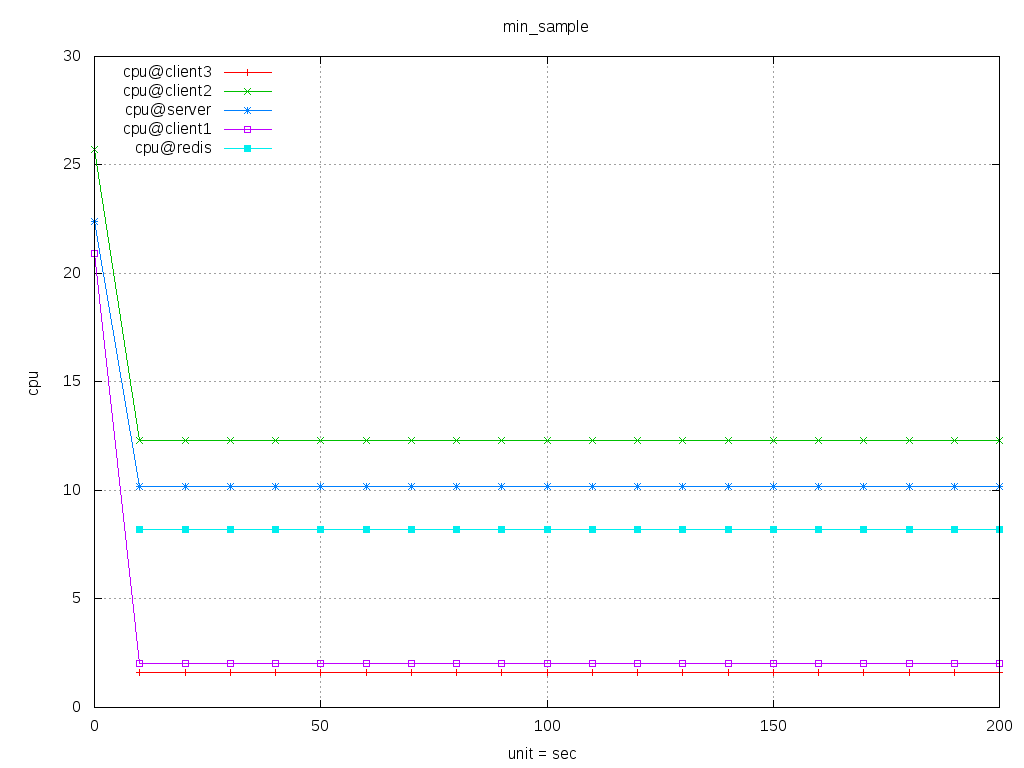 min_sample
30
25
20
15
10
5
0
cpu
cpu@client3
cpu@client2
cpu@server
cpu@client1
cpu@redis
0 50 100 150 200
unit = sec